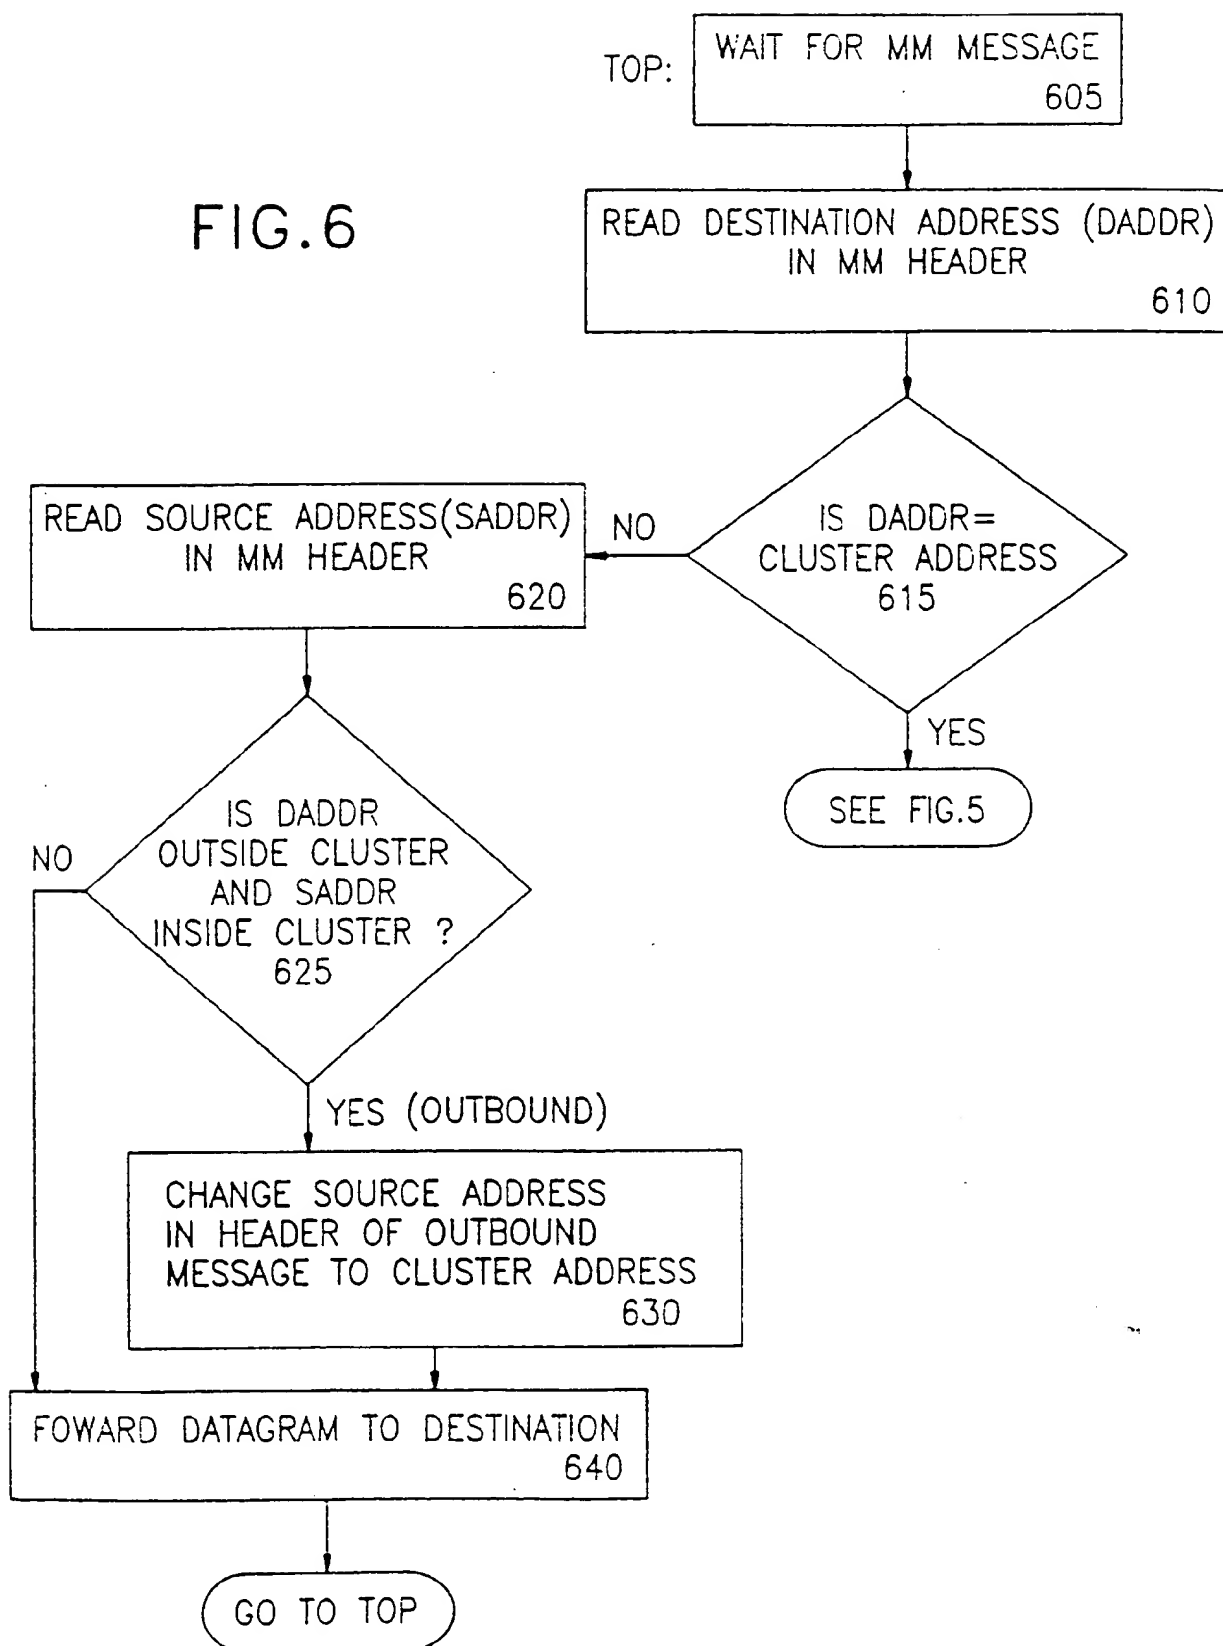 TOP:
WAIT FOR MM MESSAGE
605
FIG.6
READ DESTINATION ADDRESS (DADDR)
IN MM HEADER
610
IS DADDR=
CLUSTER ADDRESS
615
NO
READ SOURCE ADDRESS(SADDR)
IN MM HEADER
620
YES
SEE FIG.5
IS DADDR
OUTSIDE CLUSTER
AND SADDR
INSIDE CLUSTER ?
625
NO
YES (OUTBOUND)
CHANGE SOURCE ADDRESS
IN HEADER OF OUTBOUND
MESSAGE TO CLUSTER ADDRESS
630
FOWARD DATAGRAM TO DESTINATION
640
GO TO TOP